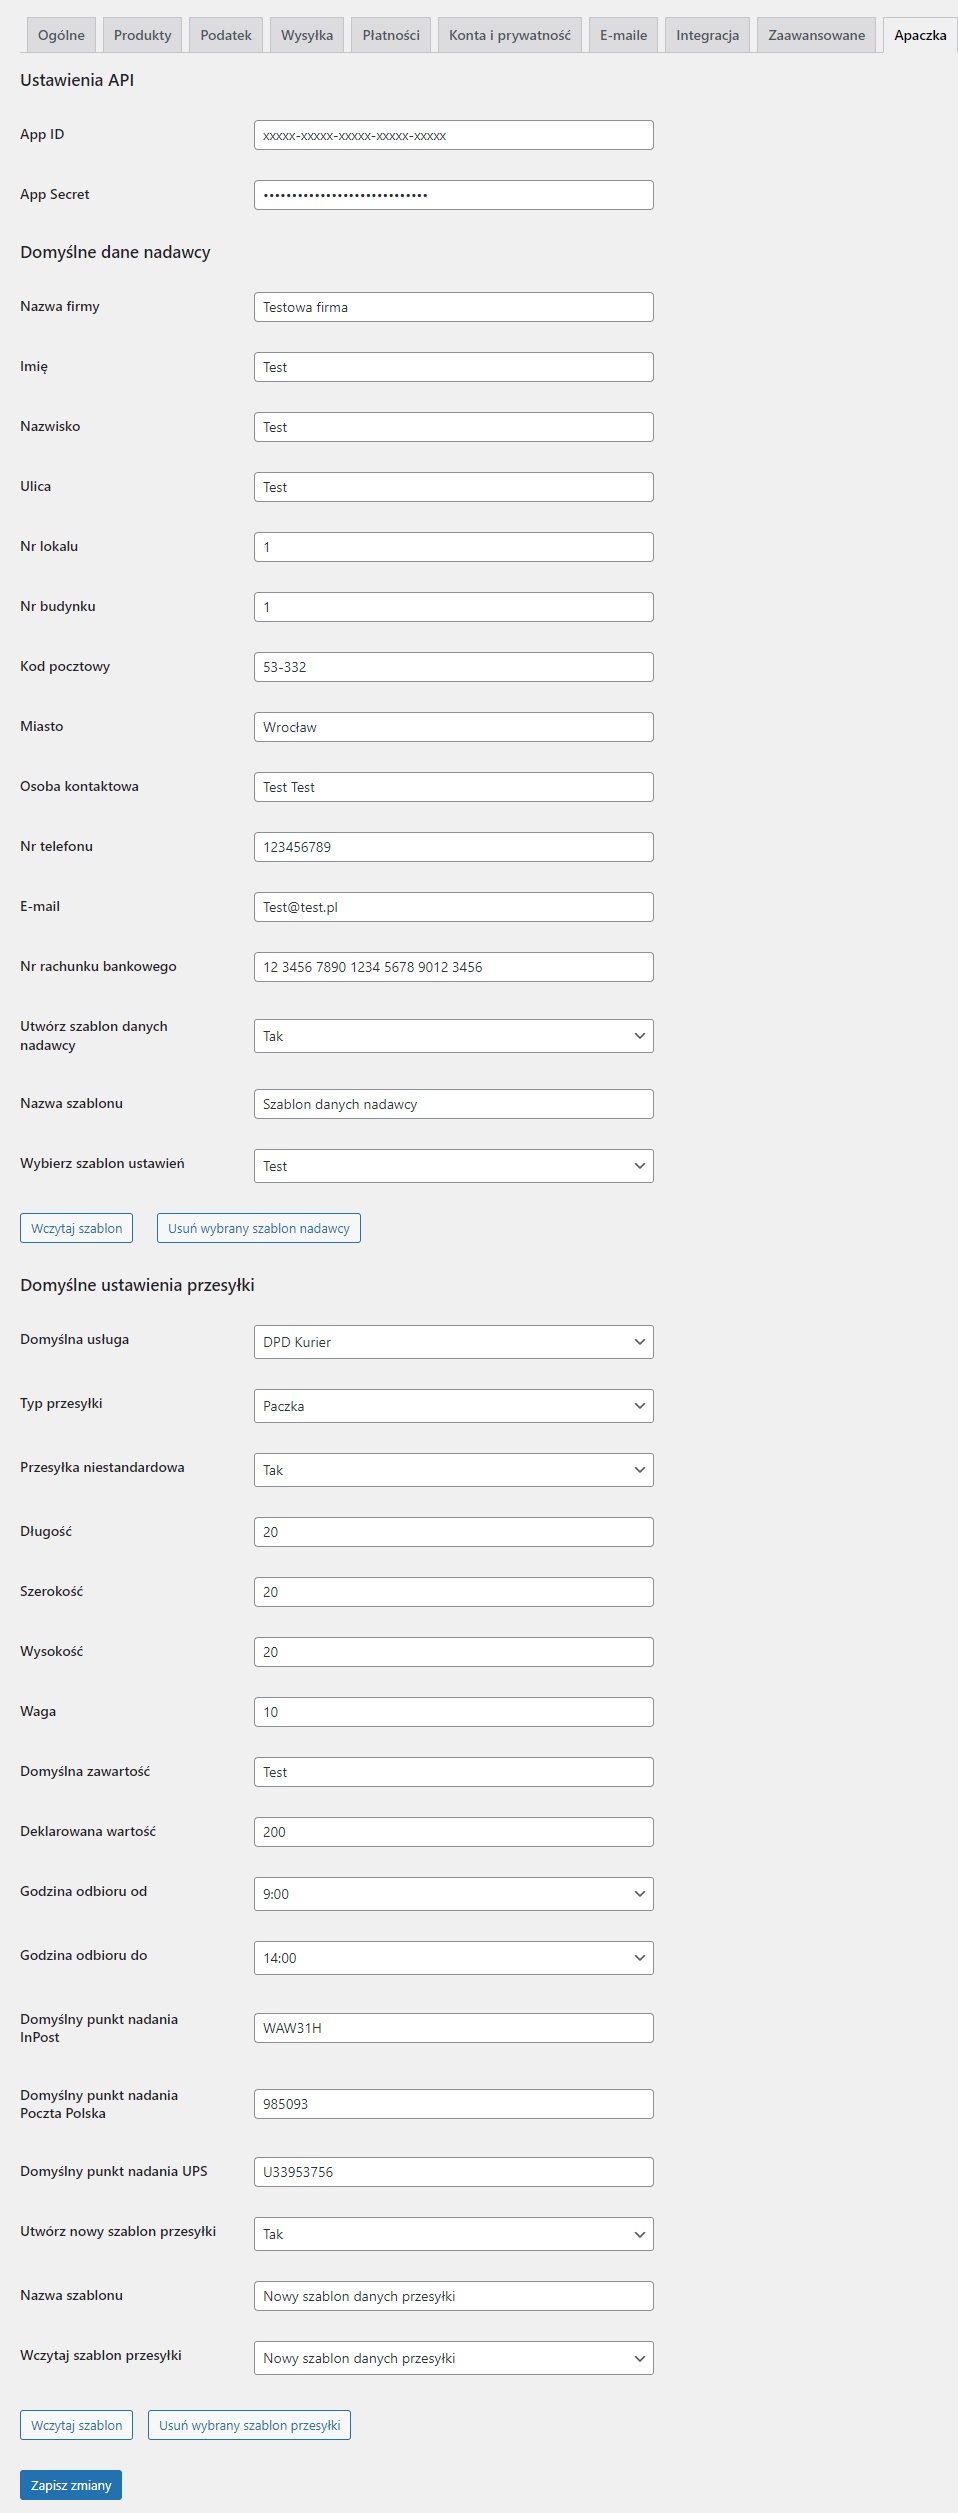 Ogólne Produkty Podatek Wysyłka Płatności Konta i prywatność E-maile Integracja Zaawansowane Apaczka
Ustawienia API
App ID xxxxx-xxxxx-xxxxx-xxxxx-xxxxx
App Secret •••••••••••••••••••••••••••••
Domyślne dane nadawcy
Nazwa firmy Testowa firma
Imię Test
Nazwisko Test
Ulica Test
Nr lokalu 1
Nr budynku 1
Kod pocztowy 53-332
Miasto Wrocław
Osoba kontaktowa Test Test
Nr telefonu 123456789
E-mail Test@test.pl
Nr rachunku bankowego 12 3456 7890 1234 5678 9012 3456
Utwórz szablon danych
nadawcy Tak
Nazwa szablonu Szablon danych nadawcy
Wybierz szablon ustawień Test
Wczytaj szablon Usuń wybrany szablon nadawcy
Domyślne ustawienia przesyłki
Domyślna usługa DPD Kurier
Typ przesyłki Paczka
Przesyłka niestandardowa Tak
Długość 20
Szerokość 20
Wysokość 20
Waga 10
Domyślna zawartość Test
Deklarowana wartość 200
Godzina odbioru od 9:00
Godzina odbioru do 14:00
Domyślny punkt nadania
InPost WAW31H
Domyślny punkt nadania
Poczta Polska 985093
Domyślny punkt nadania UPS U33953756
Utwórz nowy szablon przesyłki Tak
Nazwa szablonu Nowy szablon danych przesyłki
Wczytaj szablon przesyłki Nowy szablon danych przesyłki
Wczytaj szablon Usuń wybrany szablon przesyłki
Zapisz zmiany